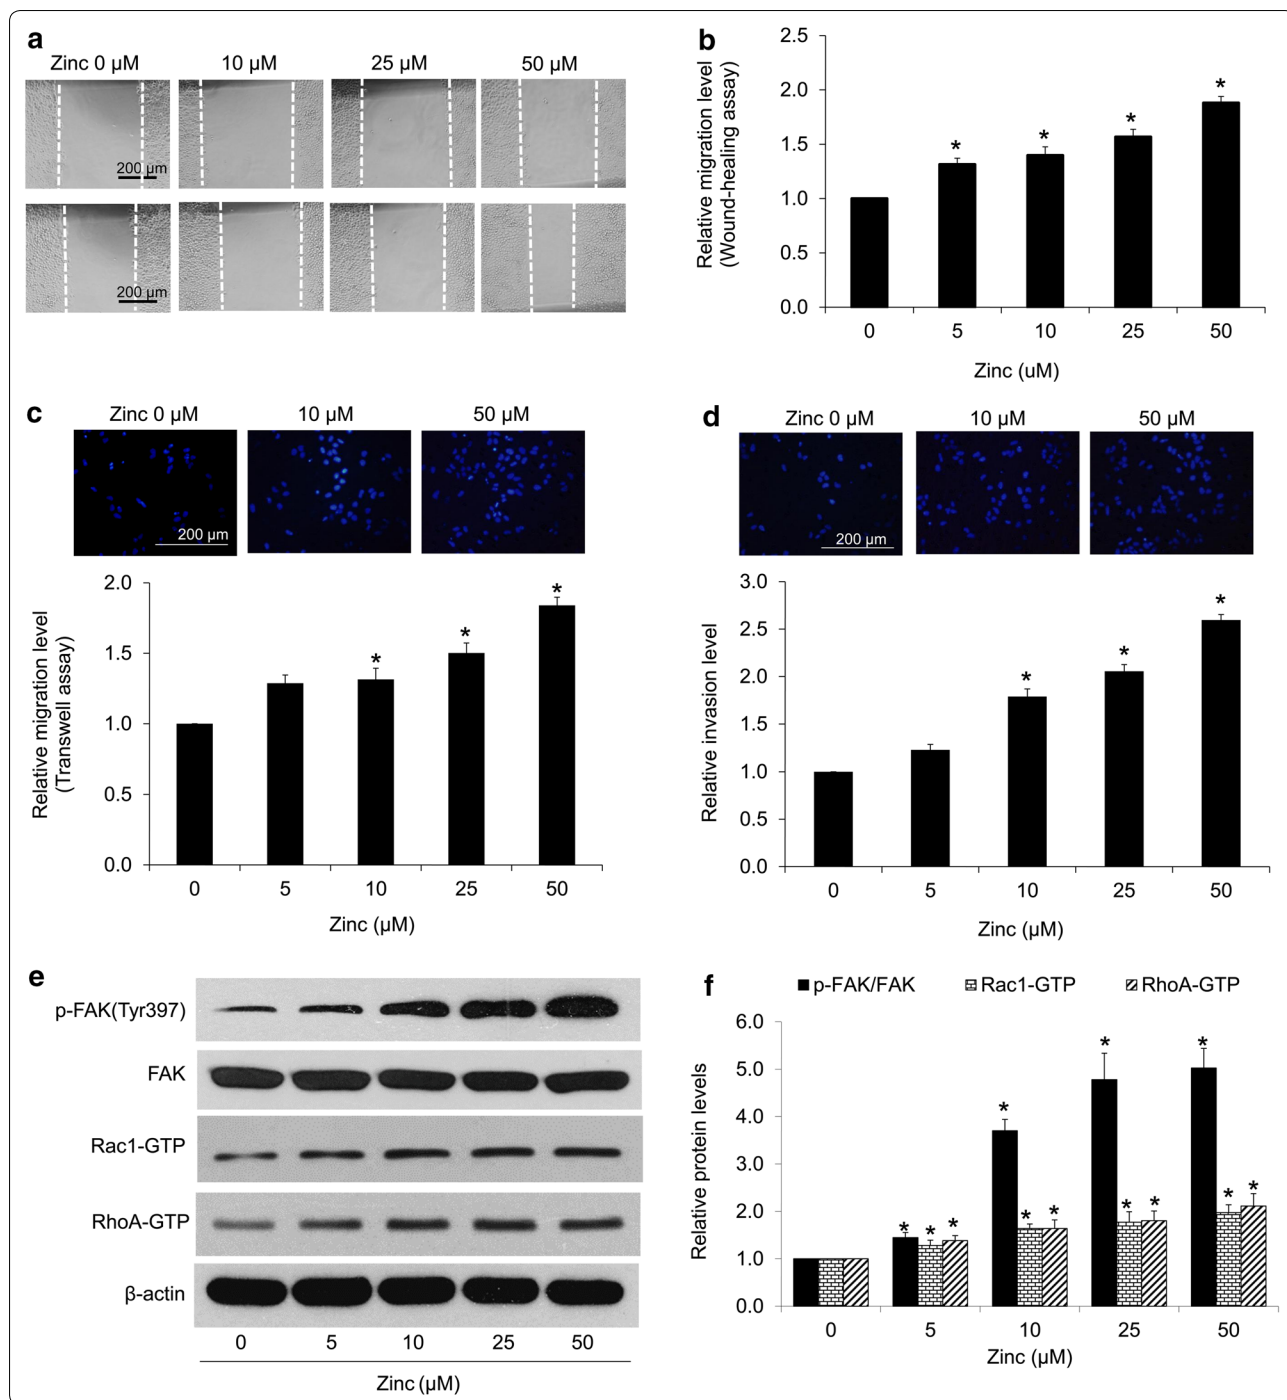 a
Zinc 0 µM 10 µM 25 µM 50 µM
200 µm
200 µm
b
Relative migration level
(Wound-healing assay)
2.5
2.0
1.5
1.0
0.5
0.0
* * * *
0 5 10 25 50
Zinc (uM)
c
Zinc 0 µM 10 µM 50 µM
200 µm
Relative migration level
(Transwell assay)
2.0
1.5
1.0
0.5
0.0
* * *
0 5 10 25 50
Zinc (µM)
d
Zinc 0 µM 10 µM 50 µM
200 µm
Relative invasion level
3.0
2.5
2.0
1.5
1.0
0.5
0.0
* * *
0 5 10 25 50
Zinc (µM)
e
p-FAK(Tyr397)
FAK
Rac1-GTP
RhoA-GTP
β-actin
0 5 10 25 50
Zinc (µM)
f
p-FAK/FAK Rac1-GTP RhoA-GTP
Relative protein levels
6.0
5.0
4.0
3.0
2.0
1.0
0.0
* * * * * * * * * * * *
0 5 10 25 50
Zinc (µM)